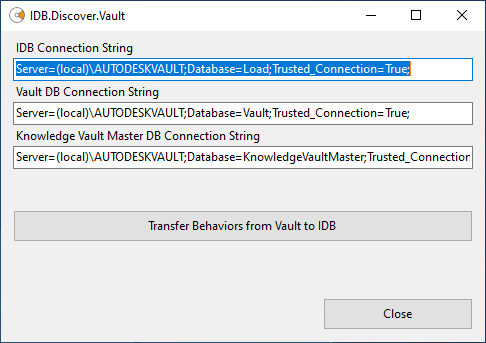 IDB.Discover.Vault
IDB Connection String
Server=(local)\AUTODESKVAULT;Database=Load;Trusted_Connection=True;
Vault DB Connection String
Server=(local)\AUTODESKVAULT;Database=Vault;Trusted_Connection=True;
Knowledge Vault Master DB Connection String
Server=(local)\AUTODESKVAULT;Database=KnowledgeVaultMaster;Trusted_Connection
Transfer Behaviors from Vault to IDB
Close